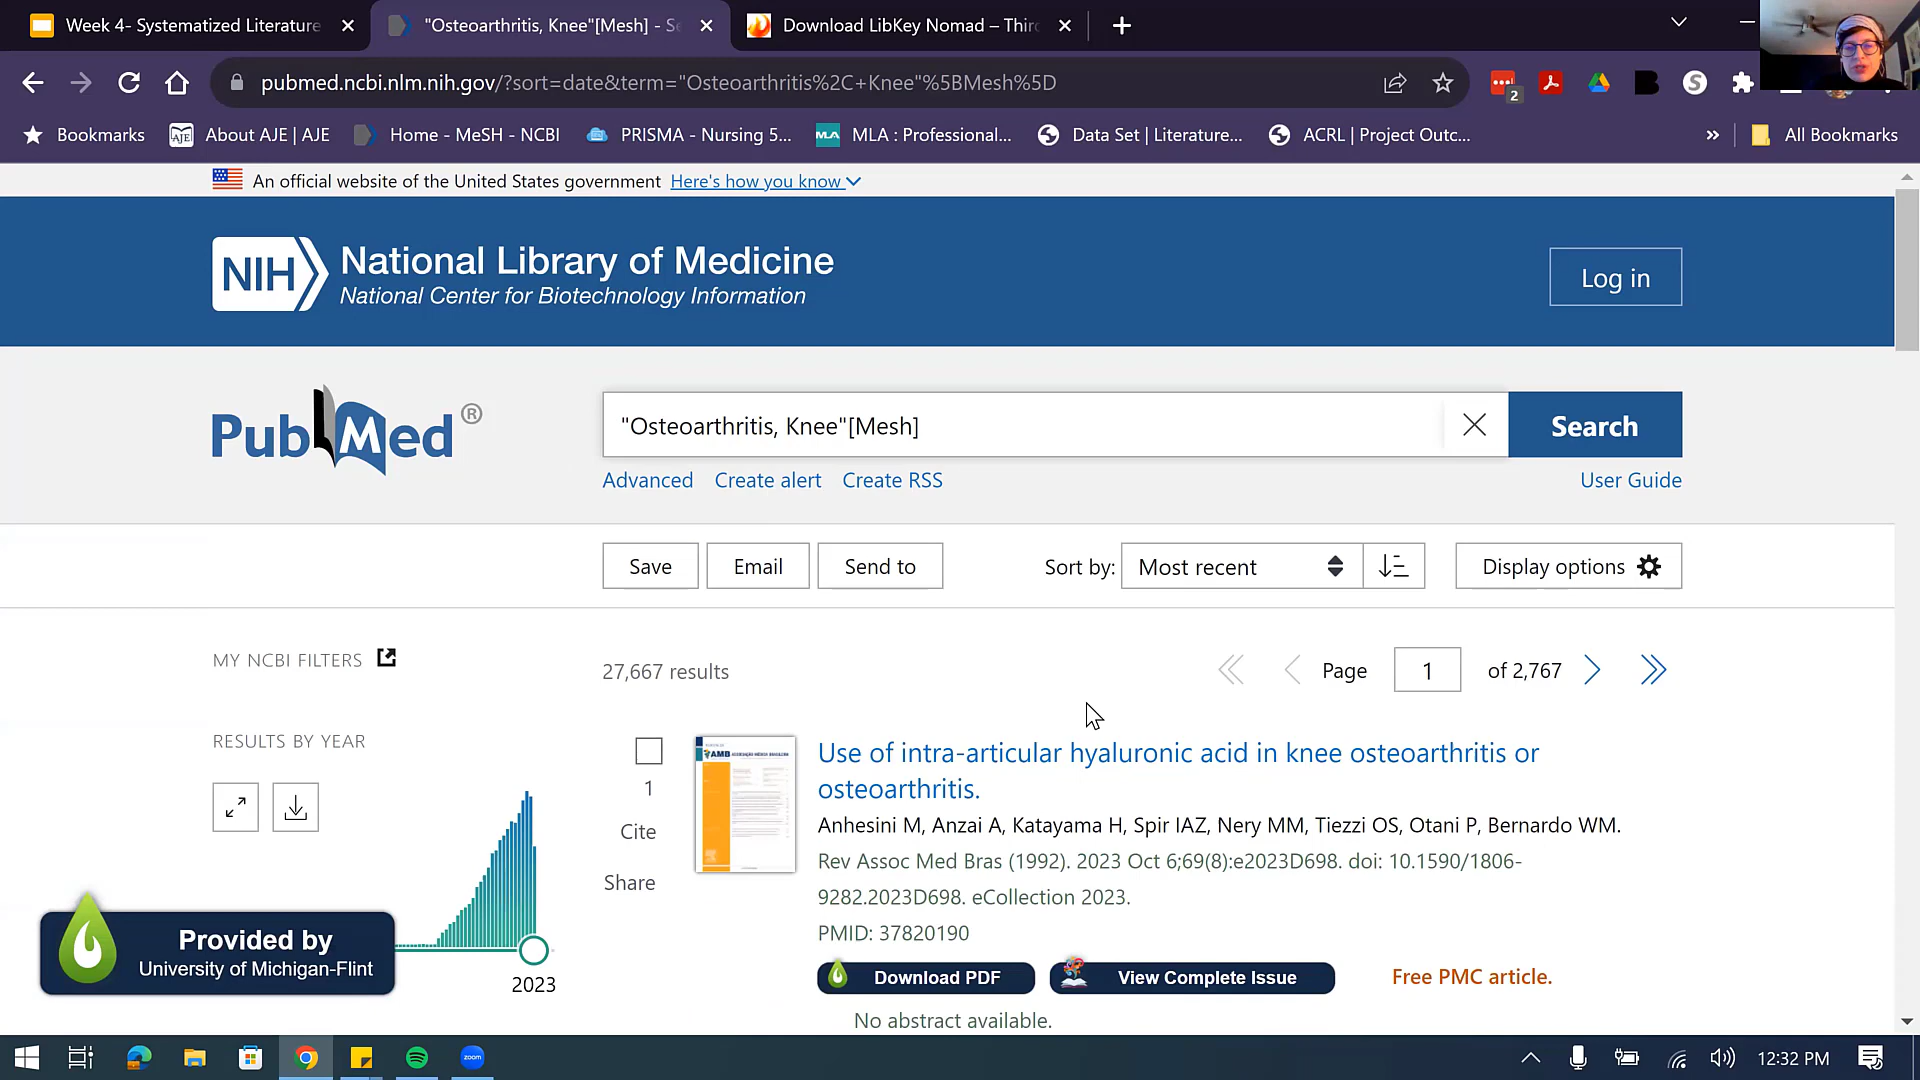 Week 4- Systematized Literature
"Osteoarthritis, Knee"[Mesh] - Se
Download LibKey Nomad – Thir
pubmed.ncbi.nlm.nih.gov/?sort=date&term="Osteoarthritis%2C+Knee"%5BMesh%5D
2
Bookmarks
About AJE | AJE
Home - MeSH - NCBI
PRISMA - Nursing 5...
MLA : Professional...
Data Set | Literature...
ACRL | Project Outc...
»
All Bookmarks
An official website of the United States government Here's how you know
NIH National Library of Medicine
National Center for Biotechnology Information
Log in
PubMed®
"Osteoarthritis, Knee"[Mesh]
Search
Advanced Create alert Create RSS
User Guide
Save Email Send to
Sort by: Most recent
Display options
MY NCBI FILTERS
27,667 results
Page 1 of 2,767
RESULTS BY YEAR
2023
1
Cite
Share
Use of intra-articular hyaluronic acid in knee osteoarthritis or
osteoarthritis.
Anhesini M, Anzai A, Katayama H, Spir IAZ, Nery MM, Tiezzi OS, Otani P, Bernardo WM.
Rev Assoc Med Bras (1992). 2023 Oct 6;69(8):e2023D698. doi: 10.1590/1806-
9282.2023D698. eCollection 2023.
PMID: 37820190
Download PDF
View Complete Issue
Free PMC article.
No abstract available.
Provided by
University of Michigan-Flint
zoom
12:32 PM